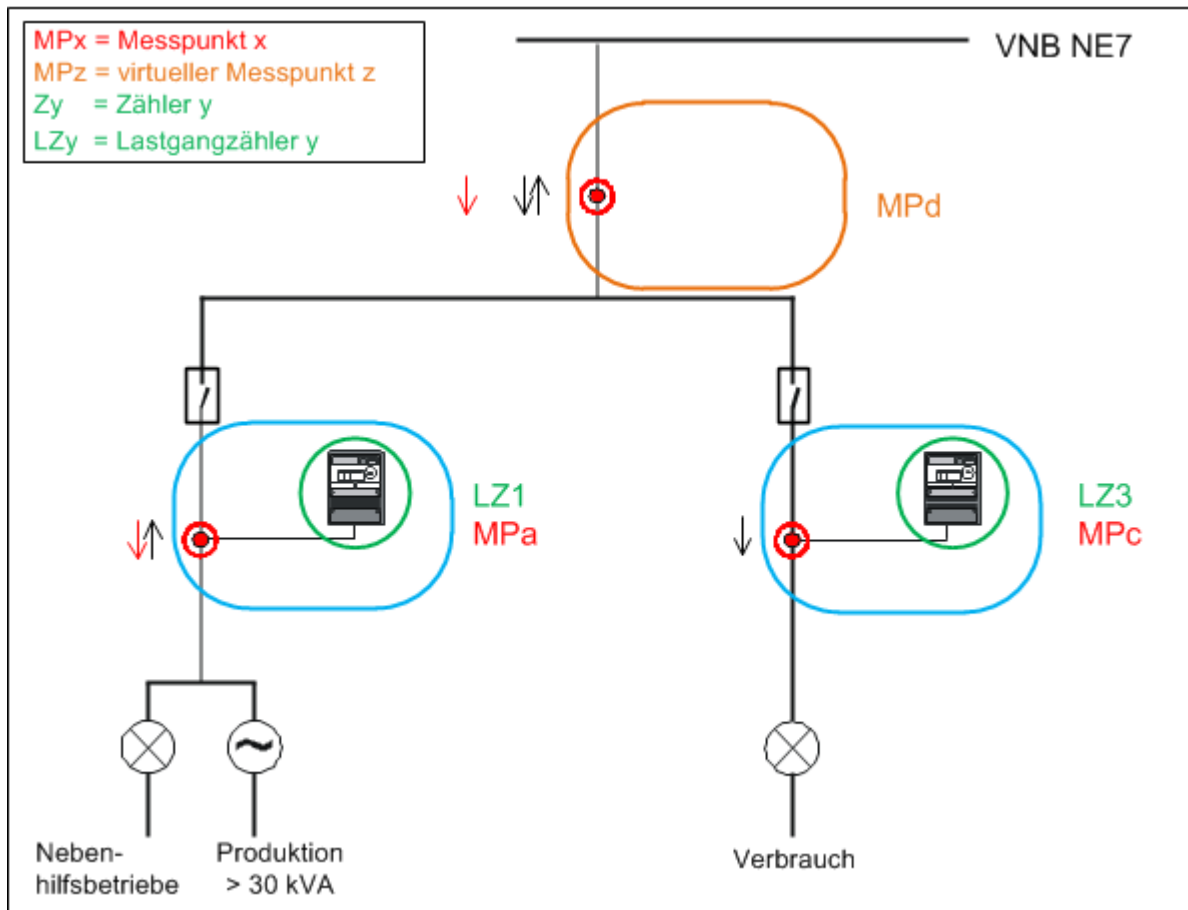 MPx = Messpunkt x
MPz = virtueller Messpunkt z
Zy = Zähler y
LZy = Lastgangzähler y
VNB NE7
MPd
LZ1
MPa
LZ3
MPc
Neben-
hilfsbetriebe
Produktion
> 30 kVA
Verbrauch